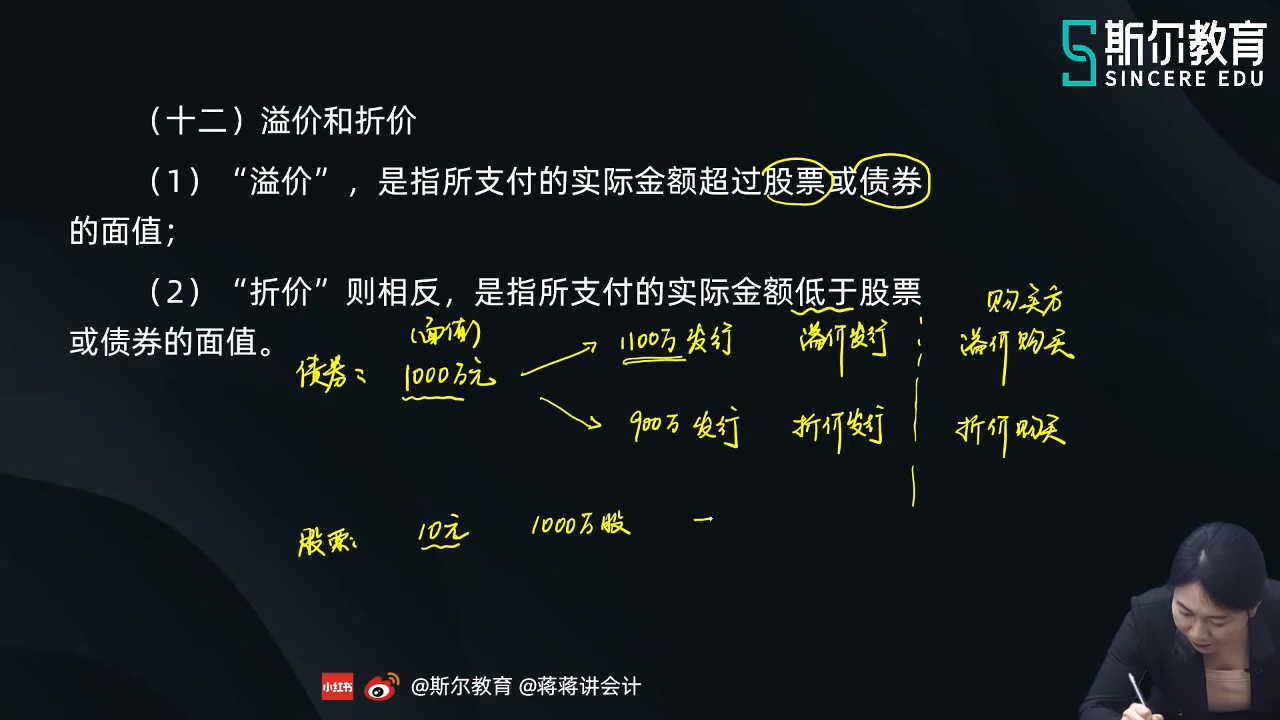 斯尔教育
SINCERE EDU
（十二）溢价和折价
（1）“溢价”，是指所支付的实际金额超过股票或债券
的面值；
（2）“折价”则相反，是指所支付的实际金额低于股票
或债券的面值。
购买方
(面值)
债券： 1000万元
1100万发行 溢价发行 溢价购买
900万发行 折价发行 折价购买
股票： 10元 1000万股 一
小红书 @斯尔教育 @蒋蒋讲会计